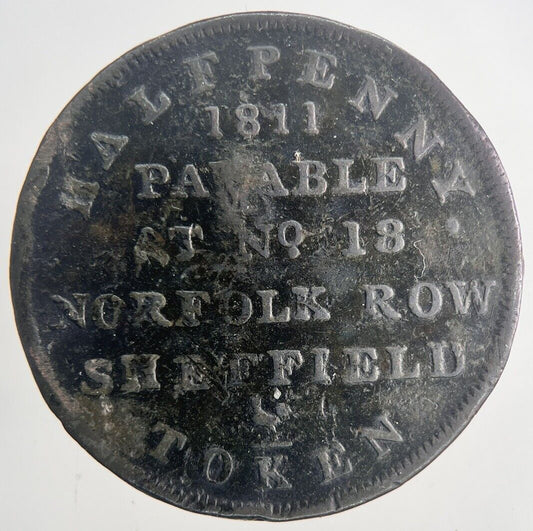 HALFPENNY.
1811
PAYABLE
AT No 18
NORFOLK ROW
SHEFFIELD
TOKEN